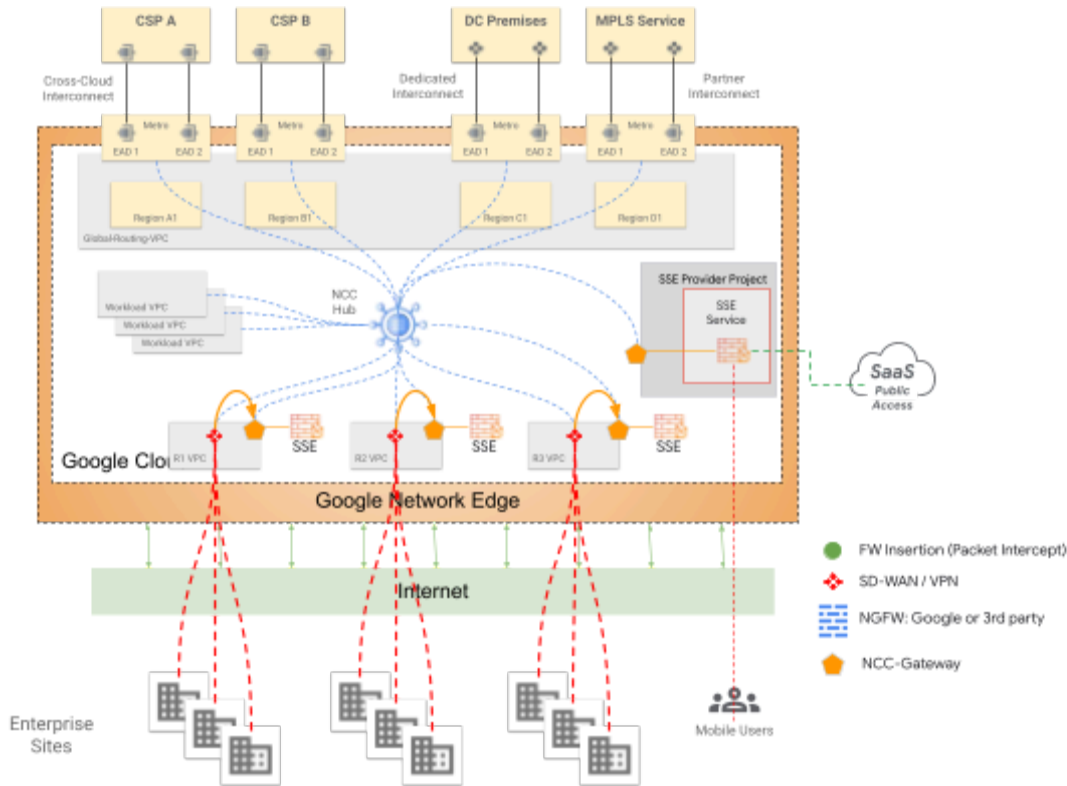 CSP A
CSP B
DC Premises
MPLS Service
Cross-Cloud
Interconnect
Dedicated
Interconnect
Partner
Interconnect
Metro
EAD 1
EAD 2
Metro
EAD 1
EAD 2
Metro
EAD 1
EAD 2
Metro
EAD 1
EAD 2
Region A1
Region B1
Region C1
Region D1
Global-Routing-VPC
Workload VPC
Workload VPC
Workload VPC
NCC
Hub
SSE Provider Project
SSE
Service
SaaS
Public
Access
SSE
SSE
SSE
R1 VPC
R2 VPC
R3 VPC
Google Clou
Google Network Edge
Internet
FW Insertion (Packet Intercept)
SD-WAN / VPN
NGFW: Google or 3rd party
NCC-Gateway
Enterprise
Sites
Mobile Users